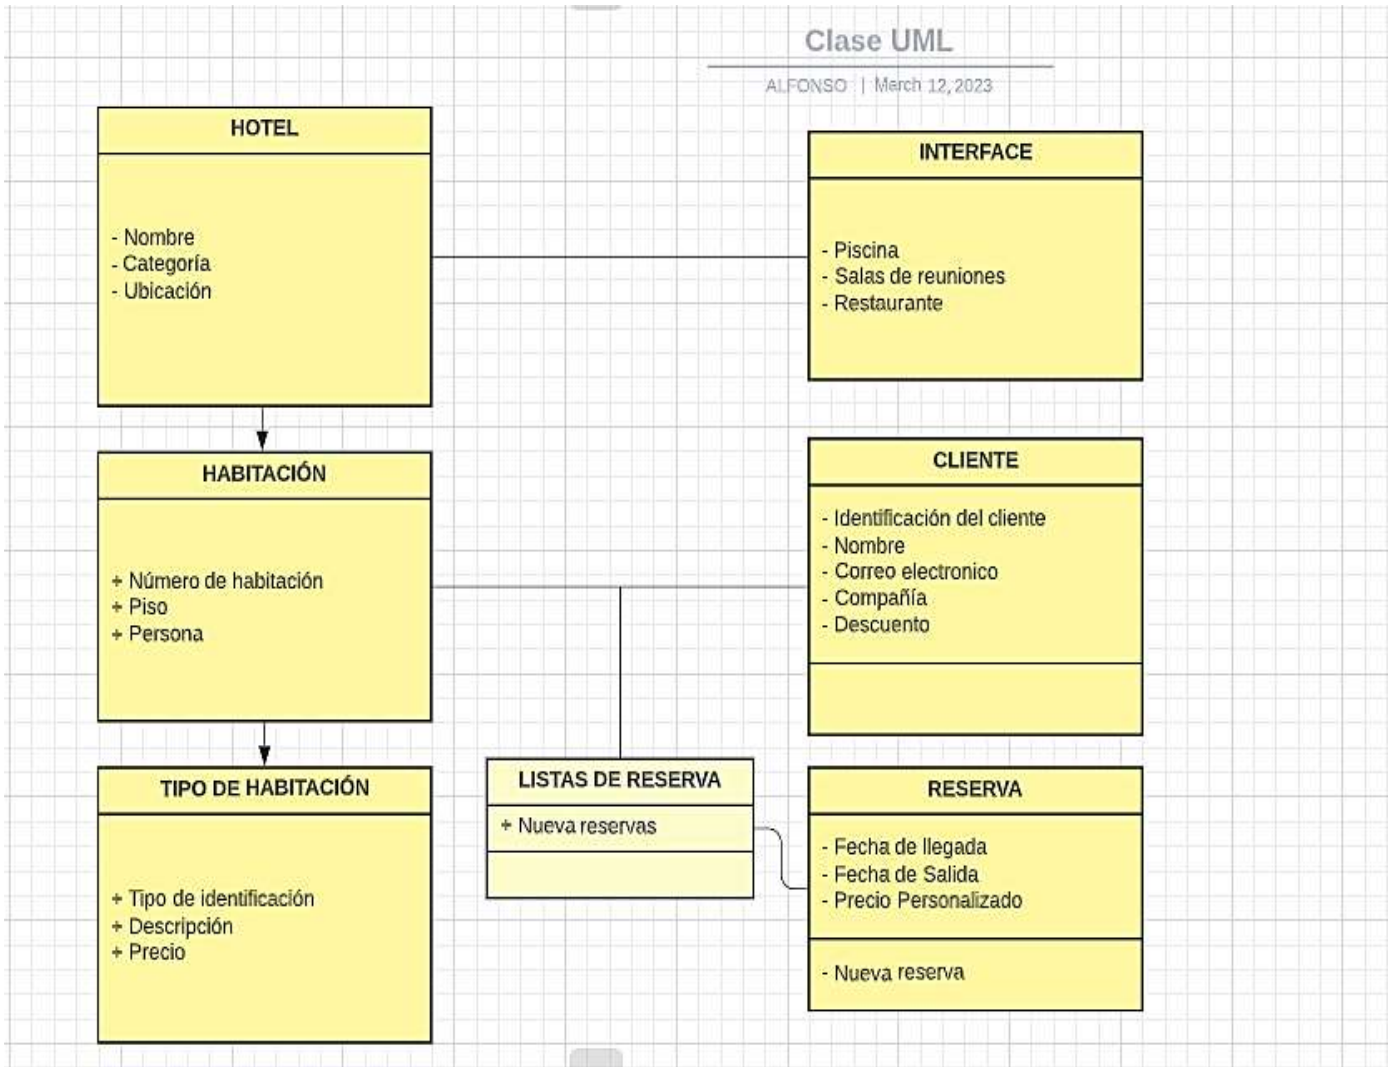 Clase UML
ALFONSO | March 12, 2023
HOTEL
- Nombre
- Categoría
- Ubicación
INTERFACE
- Piscina
- Salas de reuniones
- Restaurante
HABITACIÓN
+ Número de habitación
+ Piso
+ Persona
CLIENTE
- Identificación del cliente
- Nombre
- Correo electronico
- Compañía
- Descuento
TIPO DE HABITACIÓN
+ Tipo de identificación
+ Descripción
+ Precio
LISTAS DE RESERVA
+ Nueva reservas
RESERVA
- Fecha de llegada
- Fecha de Salida
- Precio Personalizado
- Nueva reserva